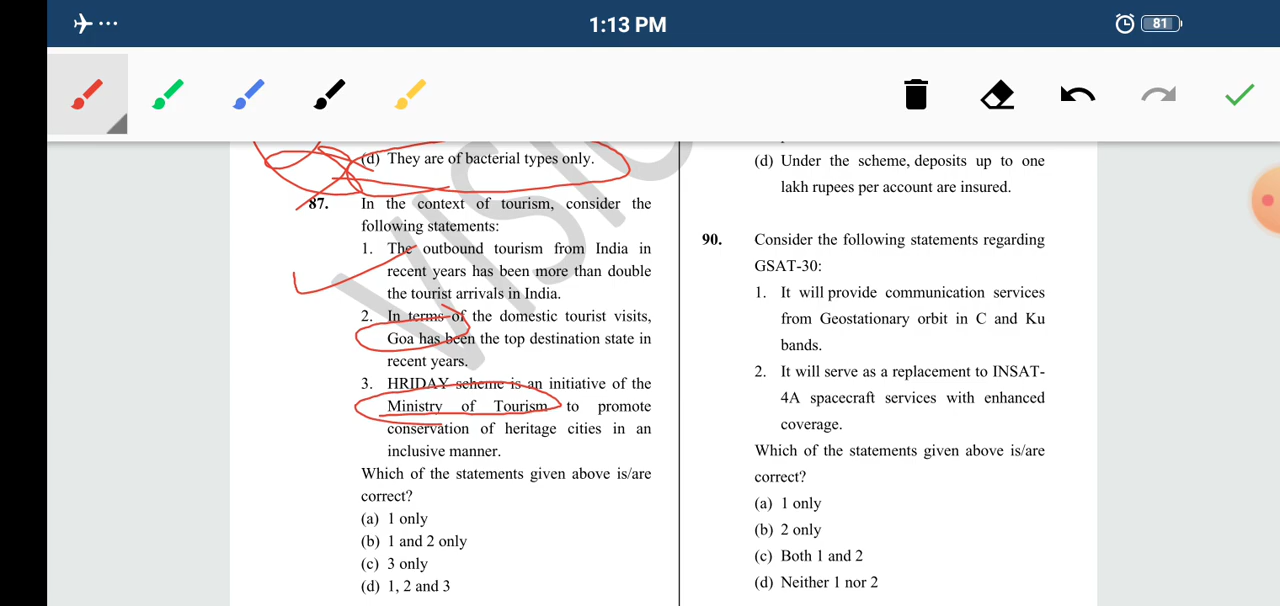 1:13 PM
81
(d) They are of bacterial types only.
87. In the context of tourism, consider the
following statements:
1. The outbound tourism from India in
recent years has been more than double
the tourist arrivals in India.
2. In terms of the domestic tourist visits,
Goa has been the top destination state in
recent years.
3. HRIDAY scheme is an initiative of the
Ministry of Tourism to promote
conservation of heritage cities in an
inclusive manner.
Which of the statements given above is/are
correct?
(a) 1 only
(b) 1 and 2 only
(c) 3 only
(d) 1, 2 and 3
(d) Under the scheme, deposits up to one
lakh rupees per account are insured.
90. Consider the following statements regarding
GSAT-30:
1. It will provide communication services
from Geostationary orbit in C and Ku
bands.
2. It will serve as a replacement to INSAT-
4A spacecraft services with enhanced
coverage.
Which of the statements given above is/are
correct?
(a) 1 only
(b) 2 only
(c) Both 1 and 2
(d) Neither 1 nor 2
VISIO